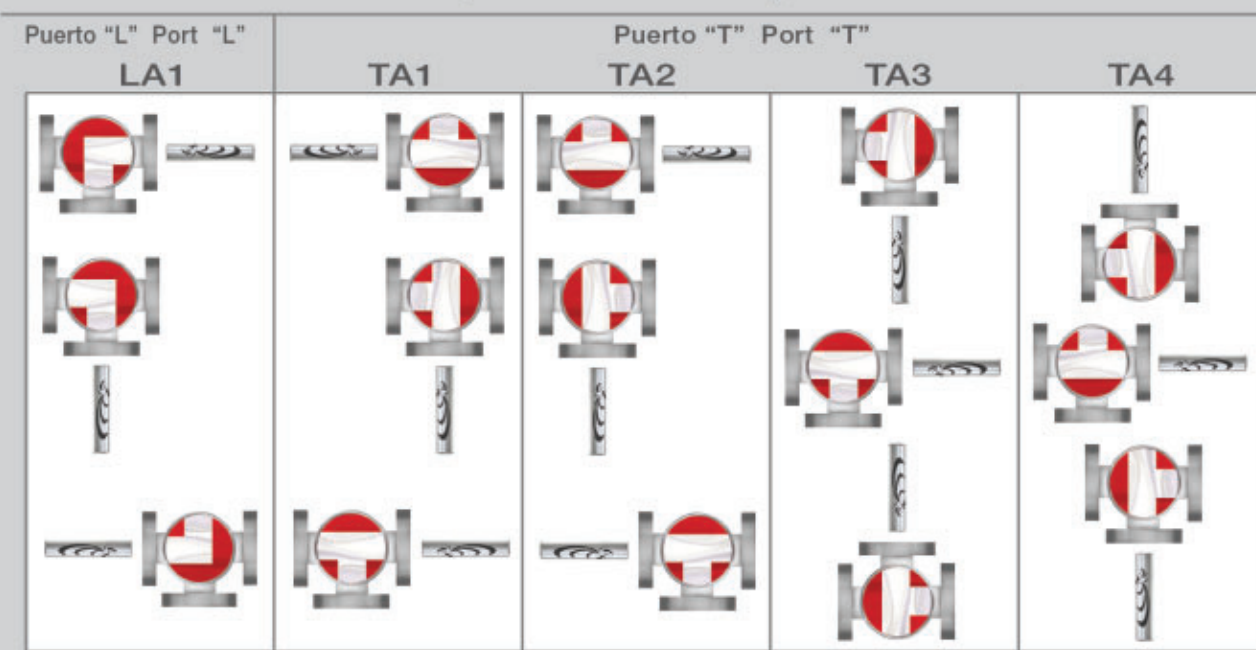 Puerto “L” Port “L”
Puerto “T” Port “T”
LA1
TA1
TA2
TA3
TA4